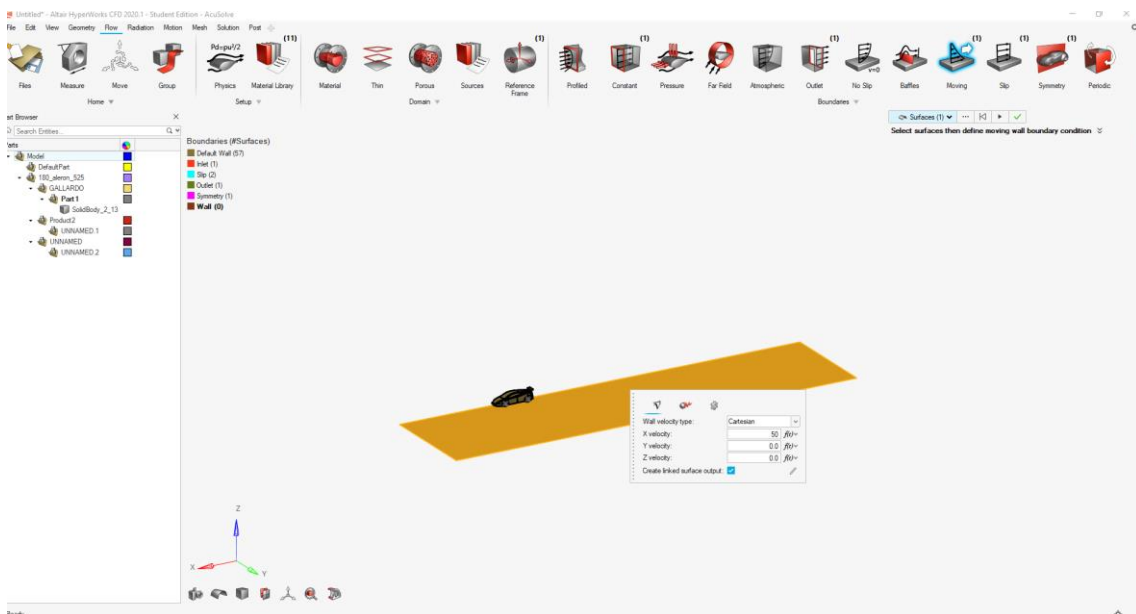 Untitled* - Altair HyperWorks CFD 2020.1 - Student Edition - AcuSolve
File Edit View Geometry Flow Radiation Motion Mesh Solution Post
Pd=ρu²/2 (11) (1) (1) (1) (1) (1) (1)
v=0
Files Measure Move Group Physics Material Library Material Thin Porous Sources Reference Frame Profiled Constant Pressure Far Field Atmospheric Outlet No Slip Baffles Moving Slip Symmetry Periodic
Home Setup Domain Boundaries
Part Browser
Surfaces (1)
Search Entities...
Select surfaces then define moving wall boundary condition
Parts
Boundaries (#Surfaces)
Model
Default Wall (57)
DefaultPart
Inlet (1)
180_aleron_525
Slip (2)
GALLARDO
Outlet (1)
Part1
Symmetry (1)
SolidBody_2_13
Wall (0)
Product2
UNNAMED.1
UNNAMED
UNNAMED.2
Wall velocity type: Cartesian
X velocity: 50 f(t)
Y velocity: 0.0 f(t)
Z velocity: 0.0 f(t)
Create linked surface output:
Z
X
Y